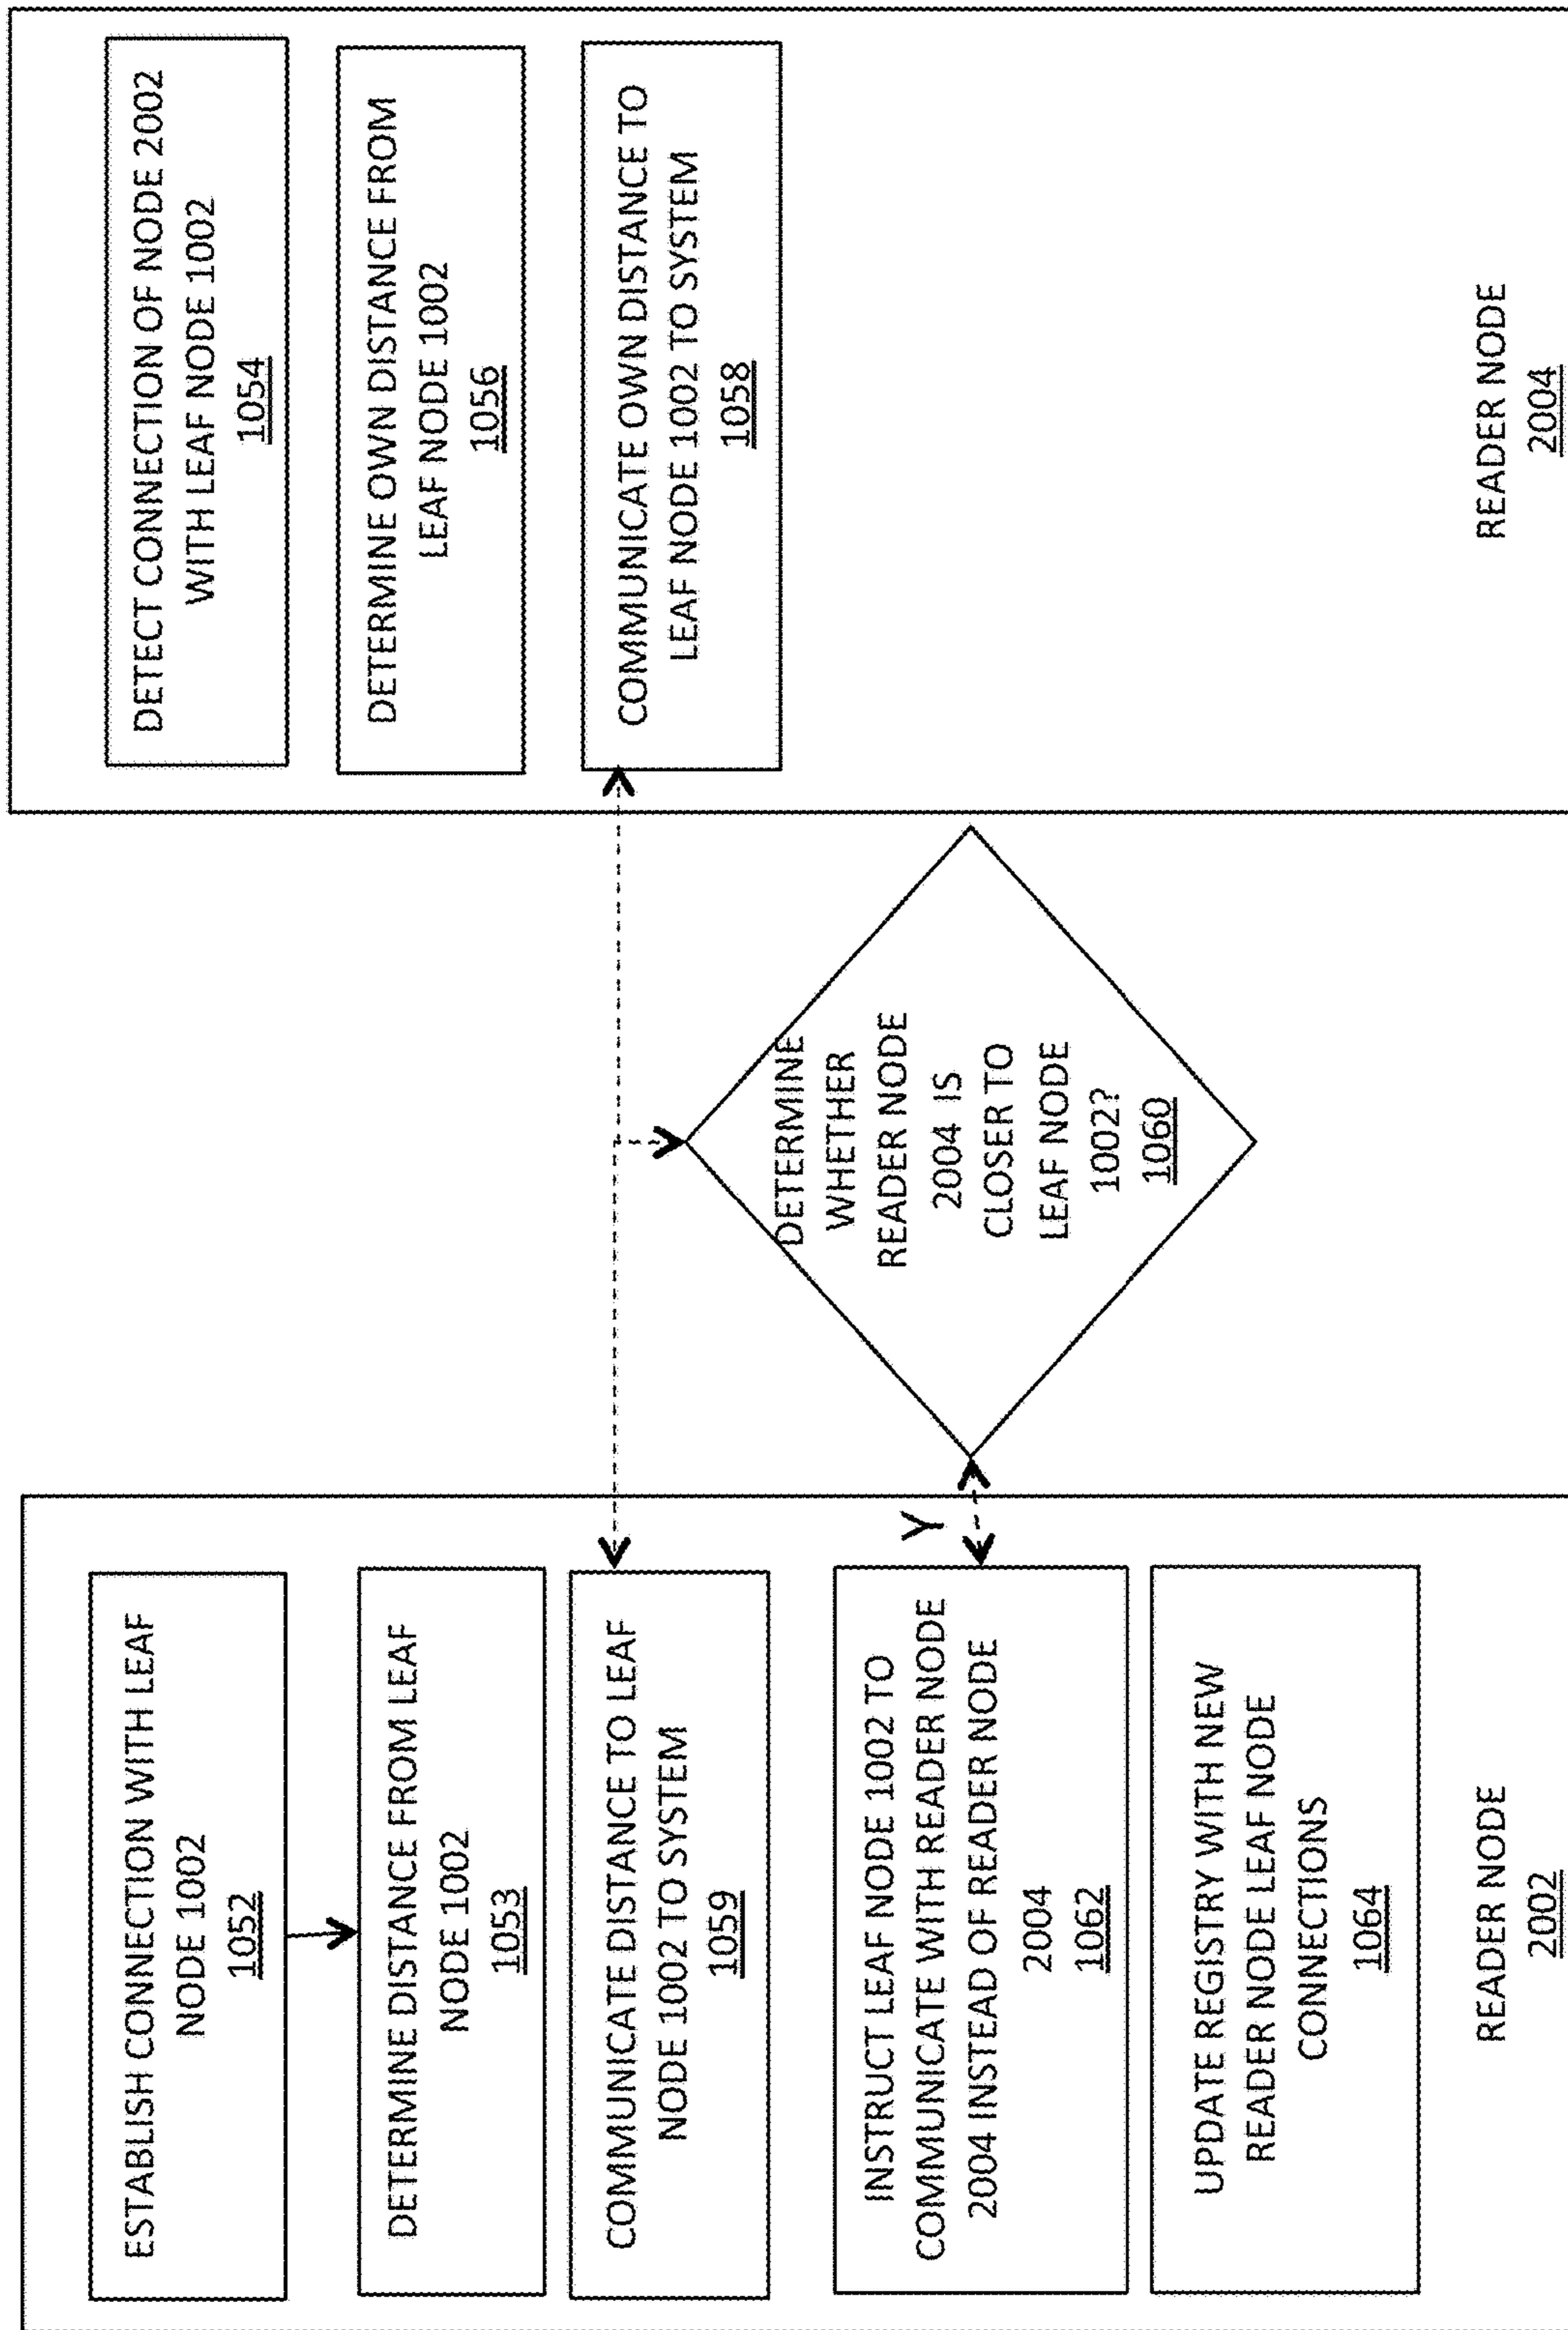 ESTABLISH CONNECTION WITH LEAF
NODE 1002
1052
DETERMINE DISTANCE FROM LEAF
NODE 1002
1053
COMMUNICATE DISTANCE TO LEAF
NODE 1002 TO SYSTEM
1059
INSTRUCT LEAF NODE 1002 TO
COMMUNICATE WITH READER NODE
2004 INSTEAD OF READER NODE
2004
1062
UPDATE REGISTRY WITH NEW
READER NODE LEAF NODE
CONNECTIONS
1064
READER NODE
2002
Y
DETERMINE
WHETHER
READER NODE
2004 IS
CLOSER TO
LEAF NODE
1002?
1060
DETECT CONNECTION OF NODE 2002
WITH LEAF NODE 1002
1054
DETERMINE OWN DISTANCE FROM
LEAF NODE 1002
1056
COMMUNICATE OWN DISTANCE TO
LEAF NODE 1002 TO SYSTEM
1058
READER NODE
2004